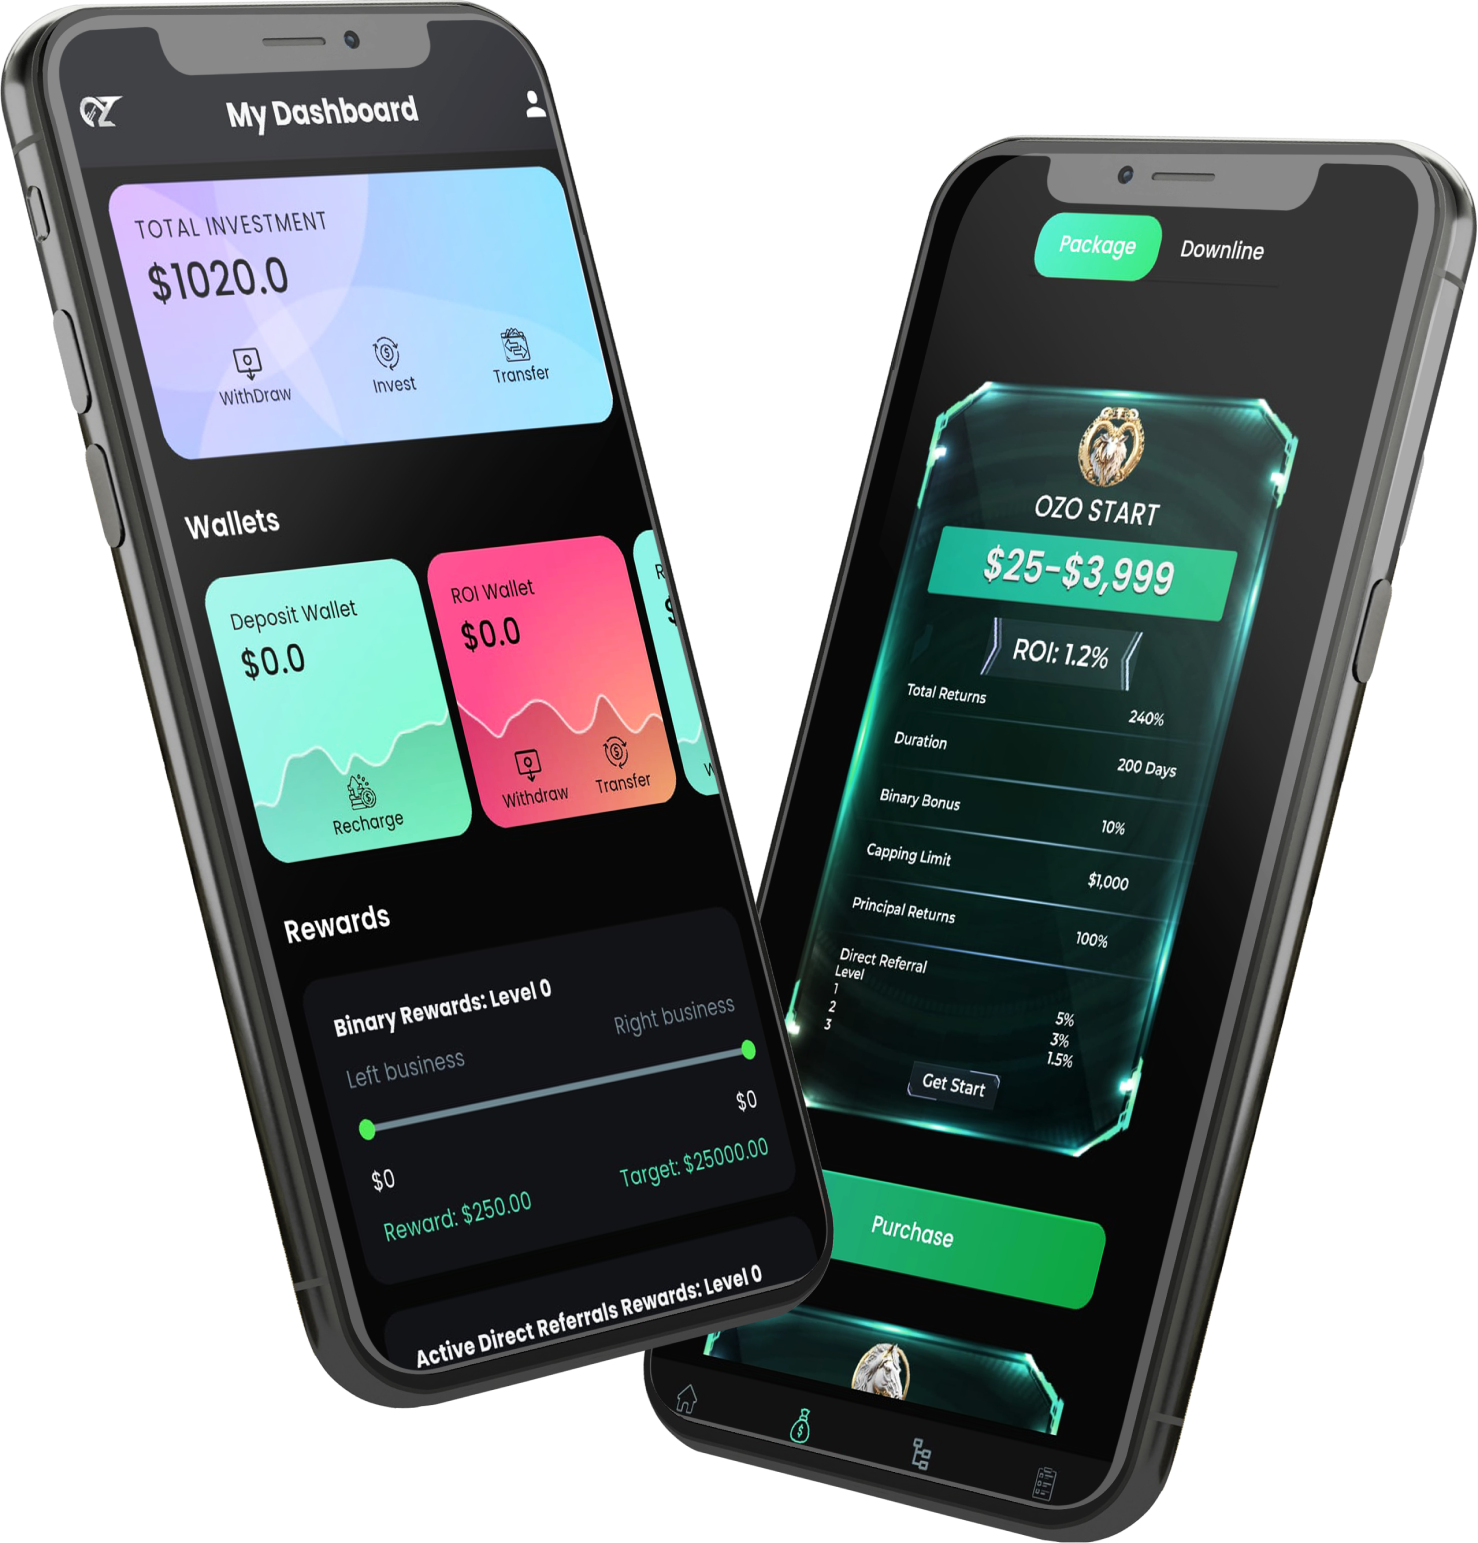 OZ
My Dashboard
TOTAL INVESTMENT
$1020.0
WithDraw
Invest
Transfer
Wallets
Deposit Wallet
$0.0
Recharge
ROI Wallet
$0.0
Withdraw
Transfer
R
$
W
Rewards
Binary Rewards: Level 0
Left business
Right business
$0
$0
Reward: $250.00
Target: $25000.00
Active Direct Referrals Rewards: Level 0
Package
Downline
OZO START
$25-$3,999
ROI: 1.2%
Total Returns
240%
Duration
200 Days
Binary Bonus
10%
Capping Limit
$1,000
Principal Returns
100%
Direct Referral
Level
1
2
3
5%
3%
1.5%
Get Start
Purchase